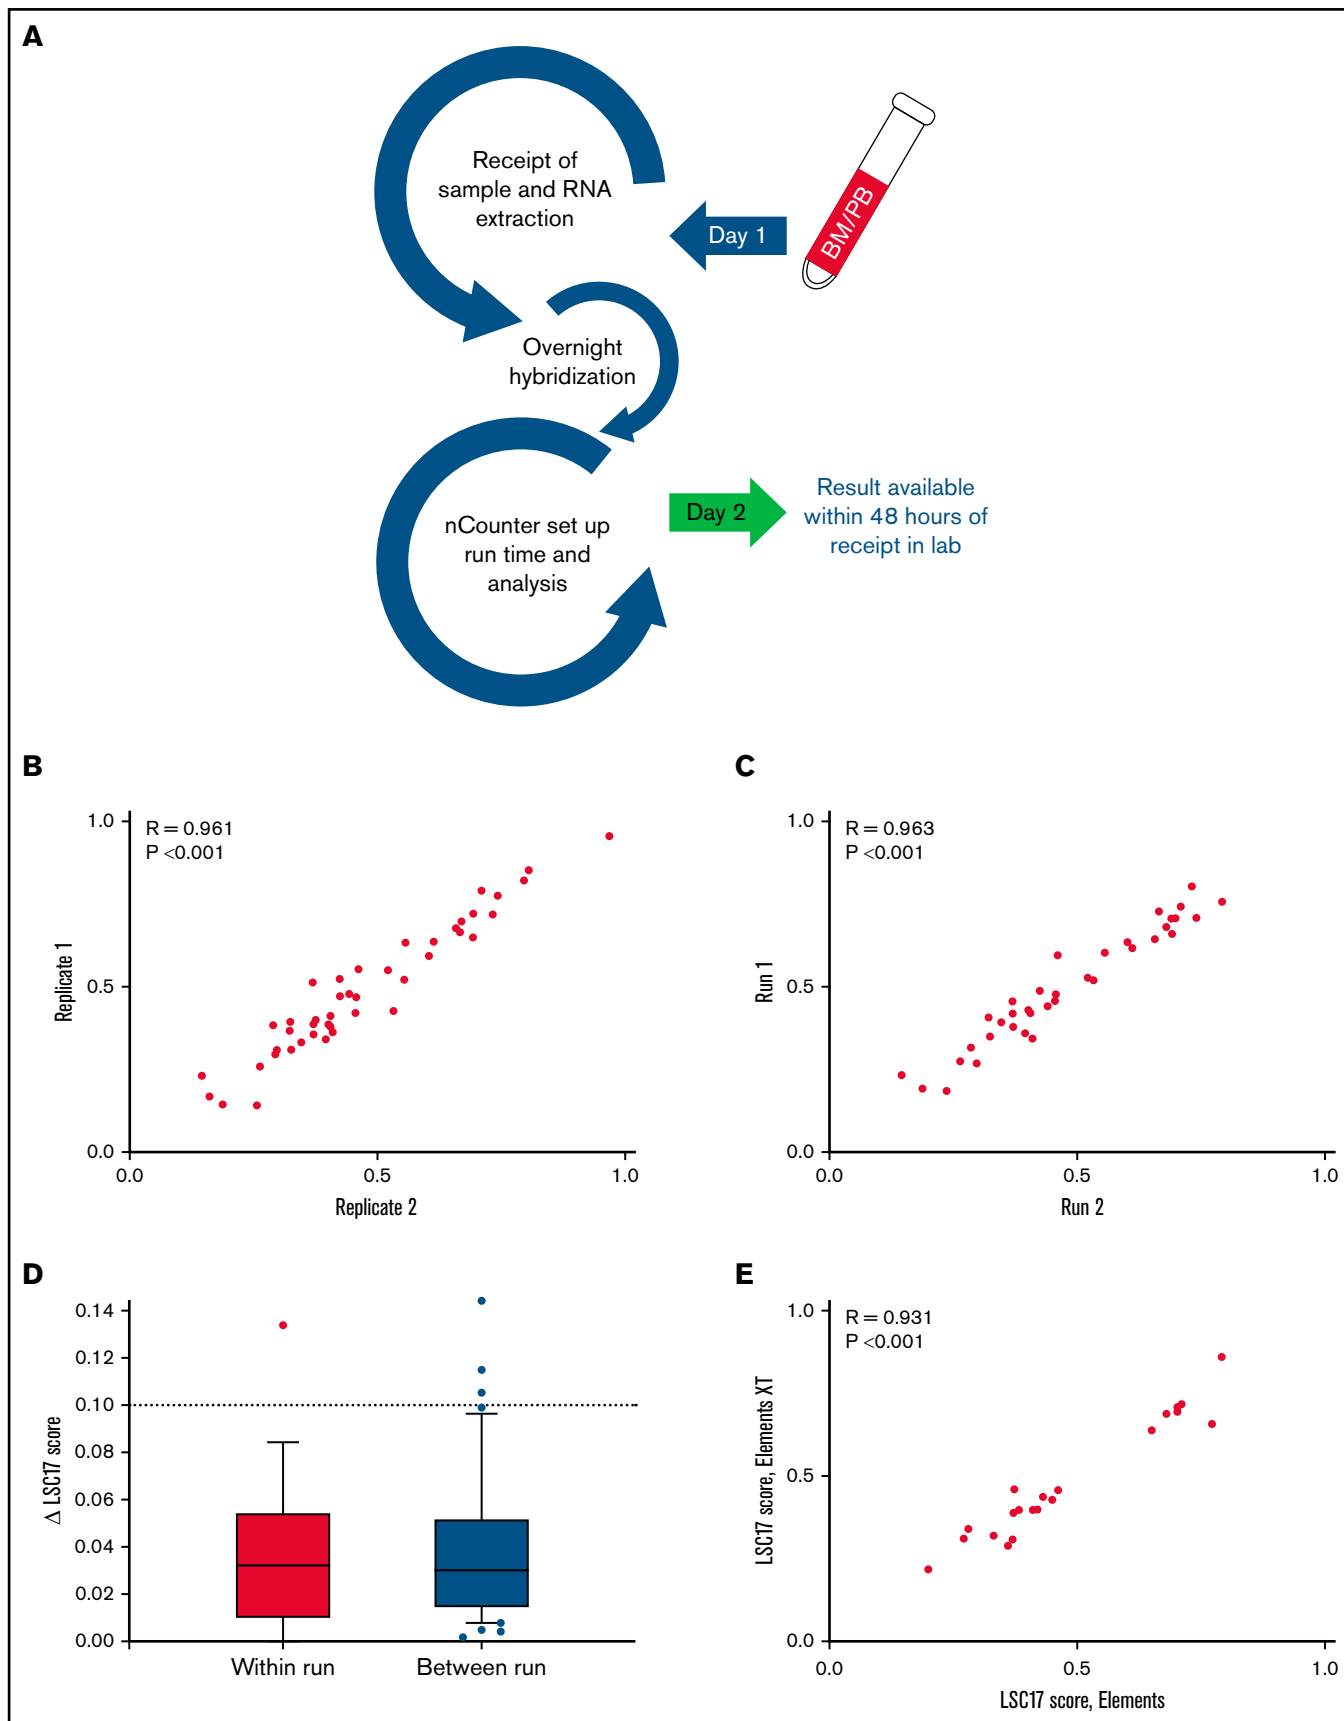 A
Receipt of
sample and RNA
extraction
Day 1
BM/PB
Overnight
hybridization
nCounter set up
run time and
analysis
Day 2
Result available
within 48 hours of
receipt in lab
B
R = 0.961
P <0.001
1.0
0.5
0.0
Replicate 1
0.0
0.5
1.0
Replicate 2
C
R = 0.963
P <0.001
1.0
0.5
0.0
Run 1
0.0
0.5
1.0
Run 2
D
0.14
0.12
0.10
0.08
0.06
0.04
0.02
0.00
Δ LSC17 score
Within run
Between run
E
R = 0.931
P <0.001
1.0
0.5
0.0
LSC17 score, Elements XT
0.0
0.5
1.0
LSC17 score, Elements